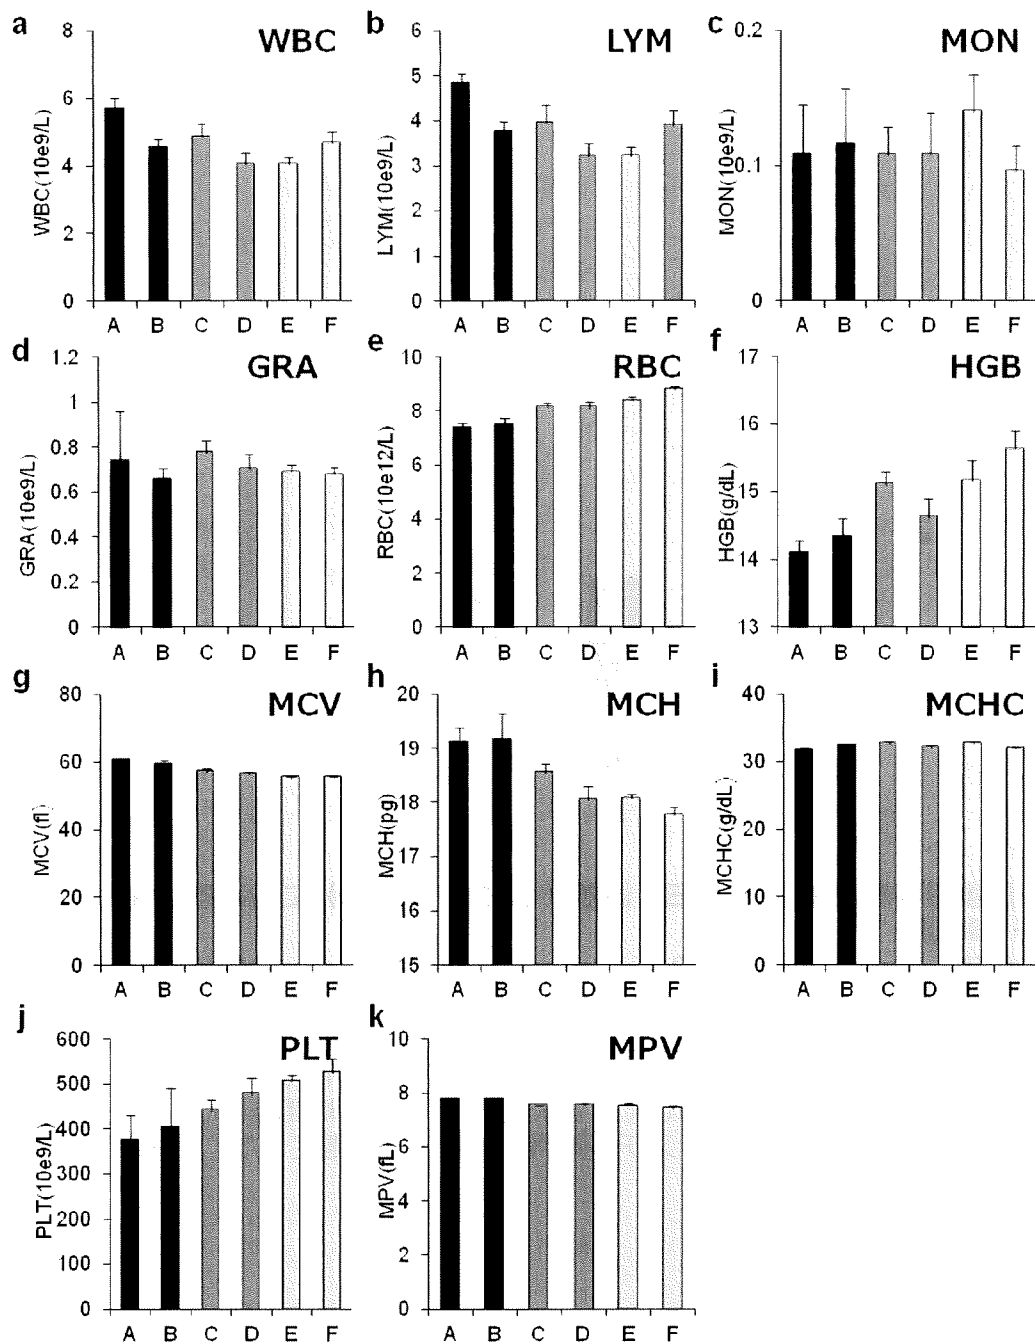 a WBC
WBC(10e9/L)
8
6
4
2
0
A B C D E F
b LYM
LYM(10e9/L)
6
5
4
3
2
1
0
A B C D E F
c MON
MON(10e9/L)
0.2
0.1
0
A B C D E F
d GRA
GRA(10e9/L)
1.2
1
0.8
0.6
0.4
0.2
0
A B C D E F
e RBC
RBC(10e12/L)
10
8
6
4
2
0
A B C D E F
f HGB
HGB(g/dL)
17
16
15
14
13
A B C D E F
g MCV
MCV(fl)
80
60
40
20
0
A B C D E F
h MCH
MCH(pg)
20
19
18
17
16
15
A B C D E F
i MCHC
MCHC(g/dL)
40
30
20
10
0
A B C D E F
j PLT
PLT(10e9/L)
600
500
400
300
200
100
0
A B C D E F
k MPV
MPV(fL)
10
8
6
4
2
0
A B C D E F